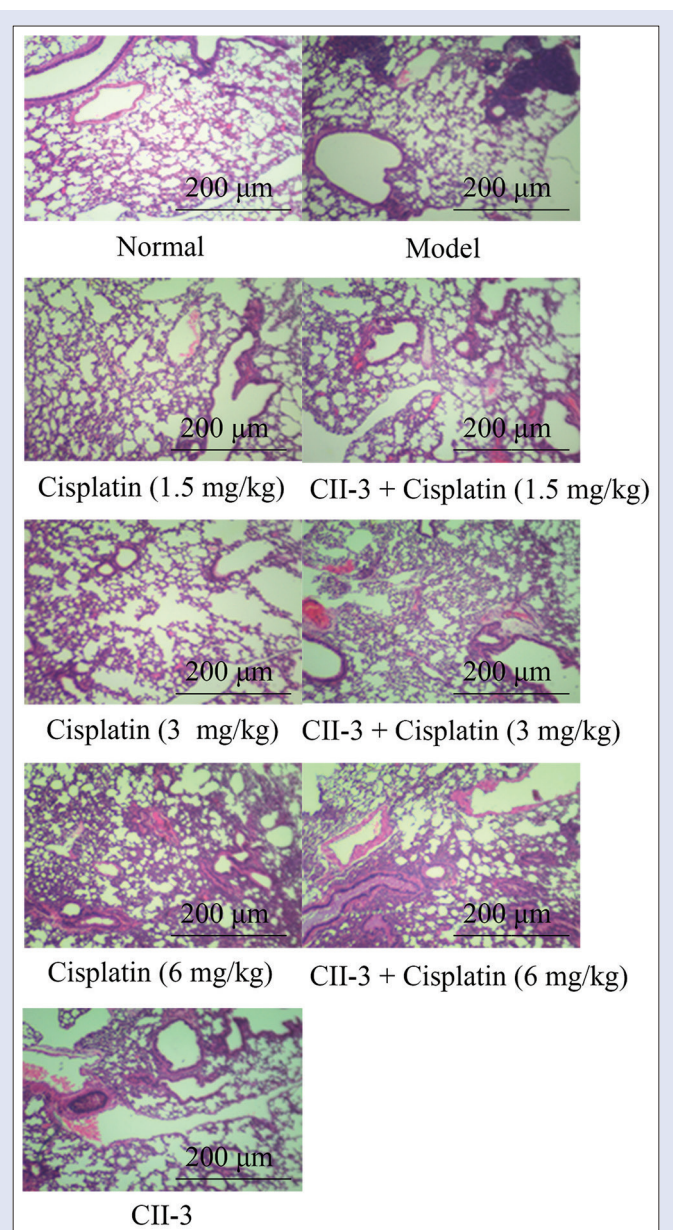 200 µm 200 µm
Normal Model
200 µm 200 µm
Cisplatin (1.5 mg/kg) CII-3 + Cisplatin (1.5 mg/kg)
200 µm 200 µm
Cisplatin (3 mg/kg) CII-3 + Cisplatin (3 mg/kg)
200 µm 200 µm
Cisplatin (6 mg/kg) CII-3 + Cisplatin (6 mg/kg)
200 µm
CII-3